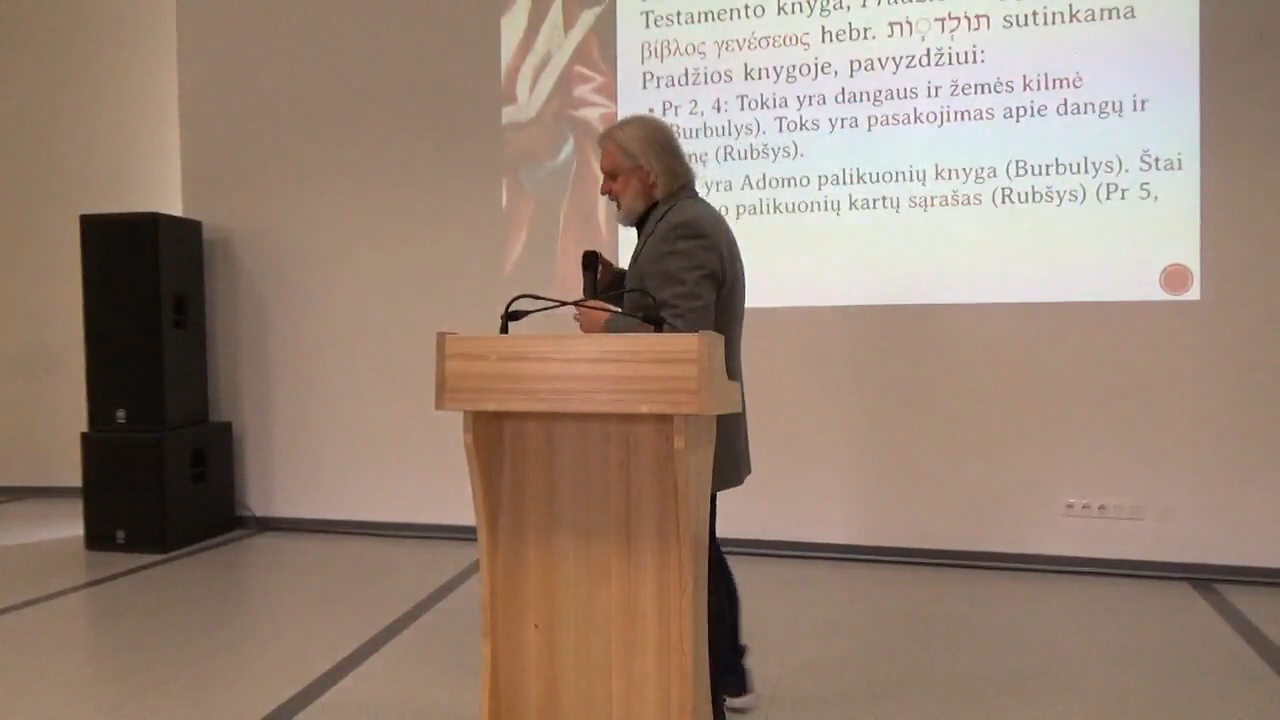 Testamento knyga,
βίβλος γενέσεως hebr. תּוֹלְד֧וֹת sutinkama
Pradžios knygoje, pavyzdžiui:
Pr 2, 4: Tokia yra dangaus ir žemės kilmė
(Burbulys). Toks yra pasakojimas apie dangų ir
(Rubšys).
yra Adomo palikuonių knyga (Burbulys). Štai
palikuonių kartų sąrašas (Rubšys) (Pr 5,